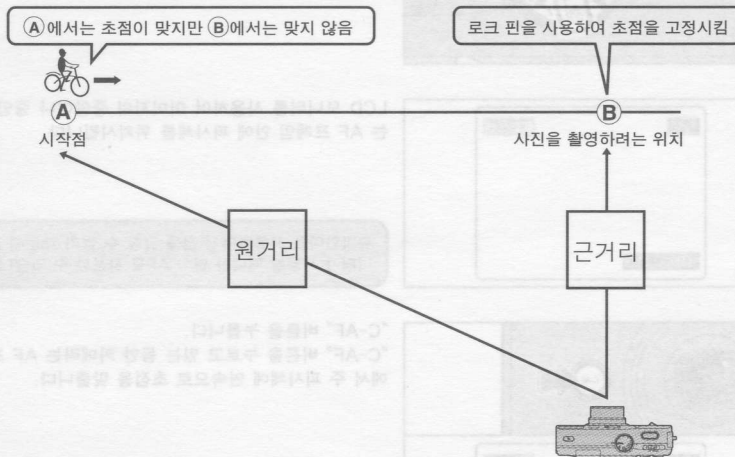 Ⓐ에서는 초점이 맞지만 Ⓑ에서는 맞지 않음
로크 핀을 사용하여 초점을 고정시킴
Ⓐ
Ⓑ
시작점
사진을 촬영하려는 위치
원거리
근거리